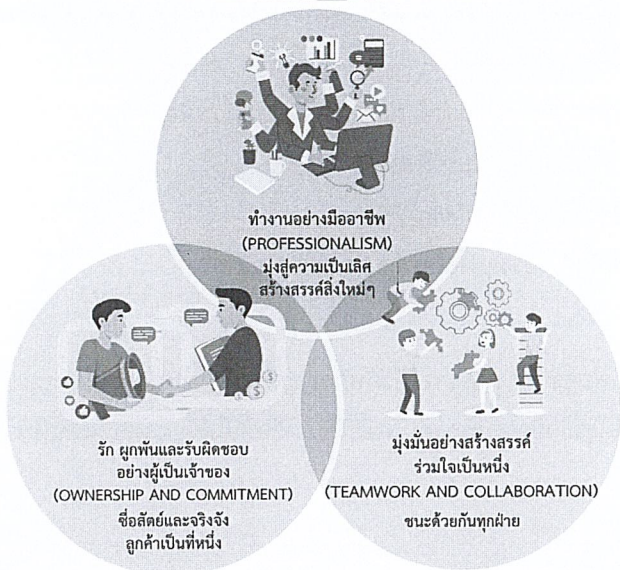 ทำงานอย่างมืออาชีพ
(PROFESSIONALISM)
มุ่งสู่ความเป็นเลิศ
สร้างสรรค์สิ่งใหม่ๆ
รัก ผูกพันและรับผิดชอบ
อย่างผู้เป็นเจ้าของ
(OWNERSHIP AND COMMITMENT)
ซื่อสัตย์และจริงจัง
ลูกค้าเป็นที่หนึ่ง
มุ่งมั่นอย่างสร้างสรรค์
ร่วมใจเป็นหนึ่ง
(TEAMWORK AND COLLABORATION)
ชนะด้วยกันทุกฝ่าย